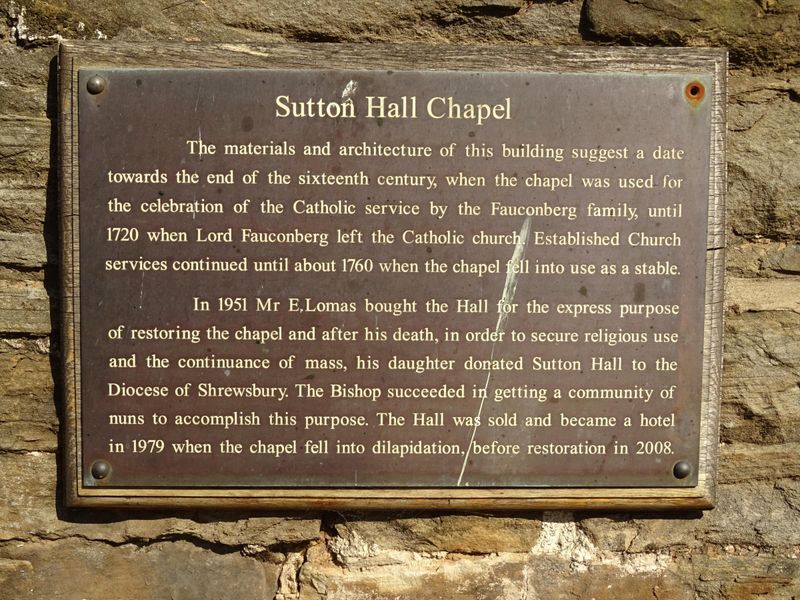 Sutton Hall Chapel
The materials and architecture of this building suggest a date
towards the end of the sixteenth century, when the chapel was used for
the celebration of the Catholic service by the Fauconberg family, until
1720 when Lord Fauconberg left the Catholic church. Established Church
services continued until about 1760 when the chapel fell into use as a stable.
In 1951 Mr E.Lomas bought the Hall for the express purpose
of restoring the chapel and after his death, in order to secure religious use
and the continuance of mass, his daughter donated Sutton Hall to the
Diocese of Shrewsbury. The Bishop succeeded in getting a community of
nuns to accomplish this purpose. The Hall was sold and became a hotel
in 1979 when the chapel fell into dilapidation, before restoration in 2008.